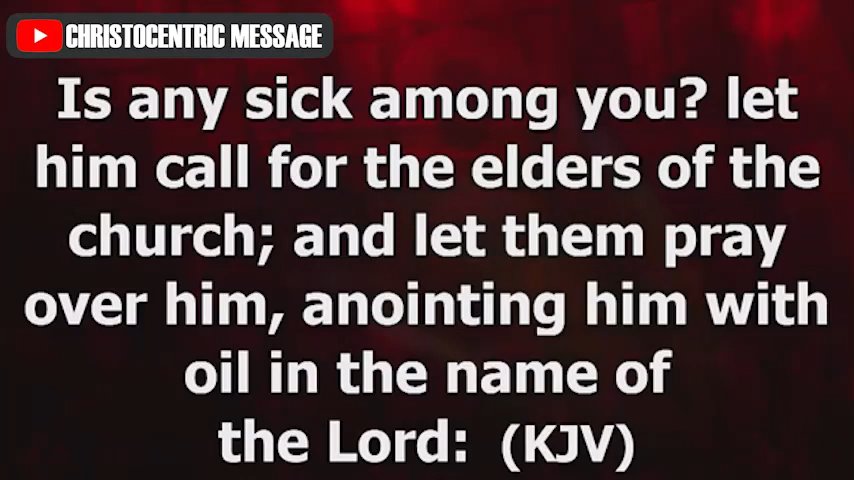 CHRISTOCENTRIC MESSAGE
Is any sick among you? let
him call for the elders of the
church; and let them pray
over him, anointing him with
oil in the name of
the Lord: (KJV)